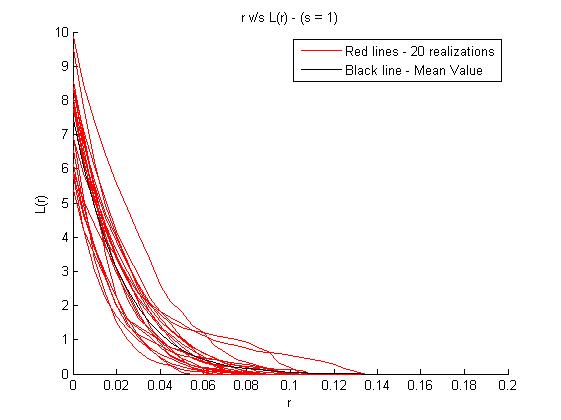 r v/s L(r) - (s = 1)
Red lines - 20 realizations
Black line - Mean Value
10
9
8
7
6
5
4
3
2
1
0
L(r)
0 0.02 0.04 0.06 0.08 0.1 0.12 0.14 0.16 0.18 0.2
r